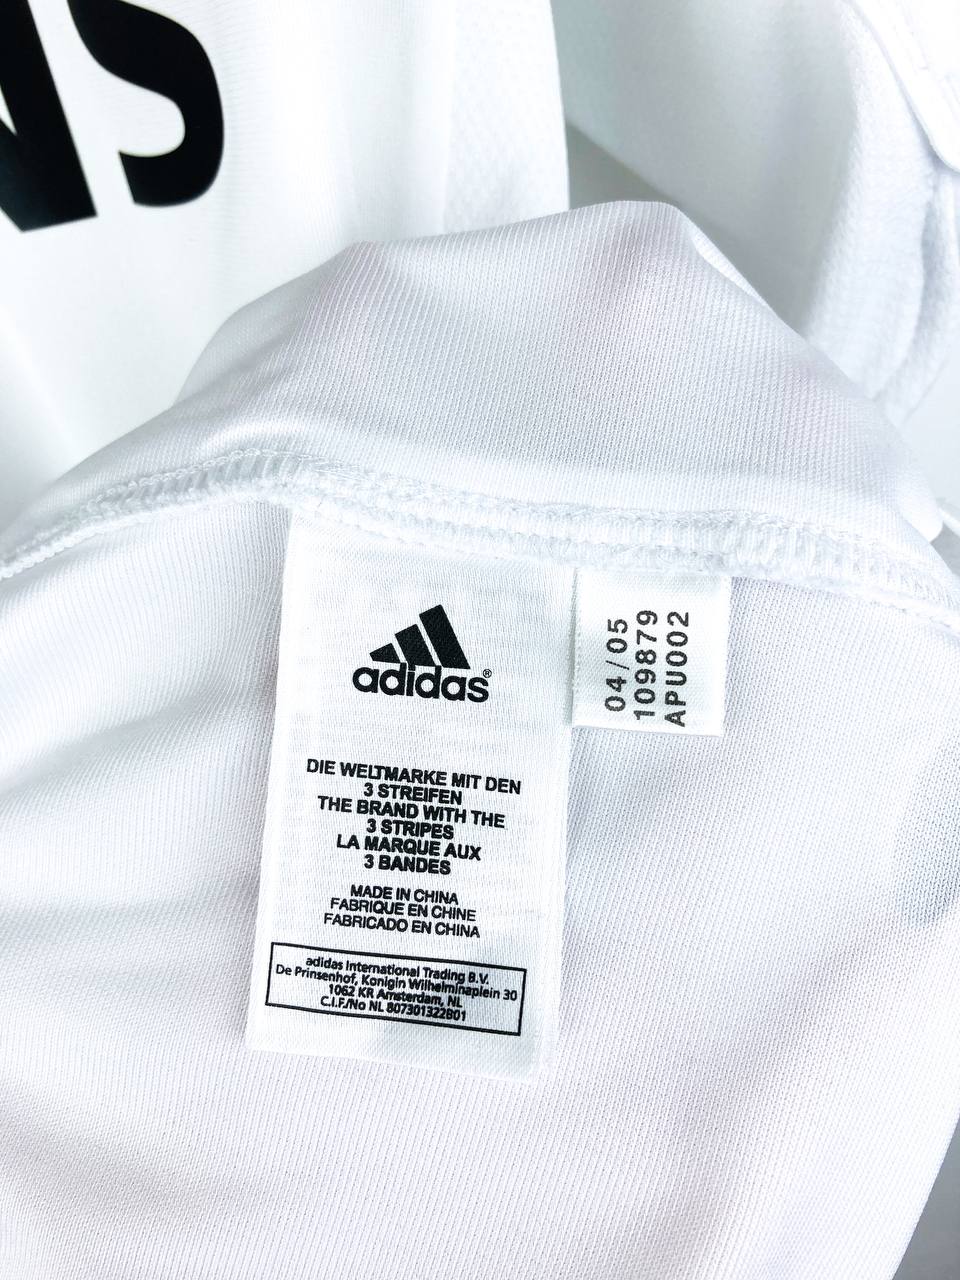 NS
adidas®
DIE WELTMARKE MIT DEN
3 STREIFEN
THE BRAND WITH THE
3 STRIPES
LA MARQUE AUX
3 BANDES
MADE IN CHINA
FABRIQUE EN CHINE
FABRICADO EN CHINA
adidas International Trading B.V.
De Prinsenhof, Konigin Wilhelminaplein 30
1062 KR Amsterdam, NL
C.I.F./No NL 807301322B01
04/05
109879
APU002